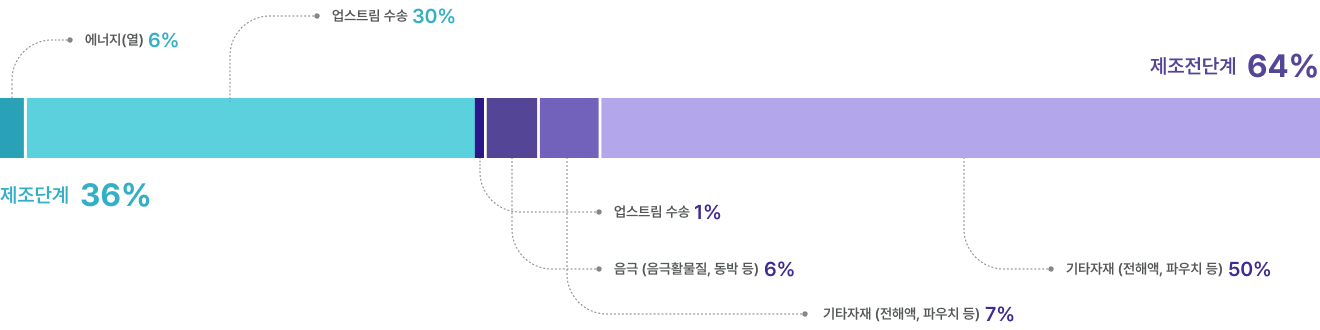 업스트림 수송 30%
에너지(열) 6%
제조전단계 64%
제조단계 36%
업스트림 수송 1%
음극 (음극활물질, 동박 등) 6%
기타자재 (전해액, 파우치 등) 50%
기타자재 (전해액, 파우치 등) 7%